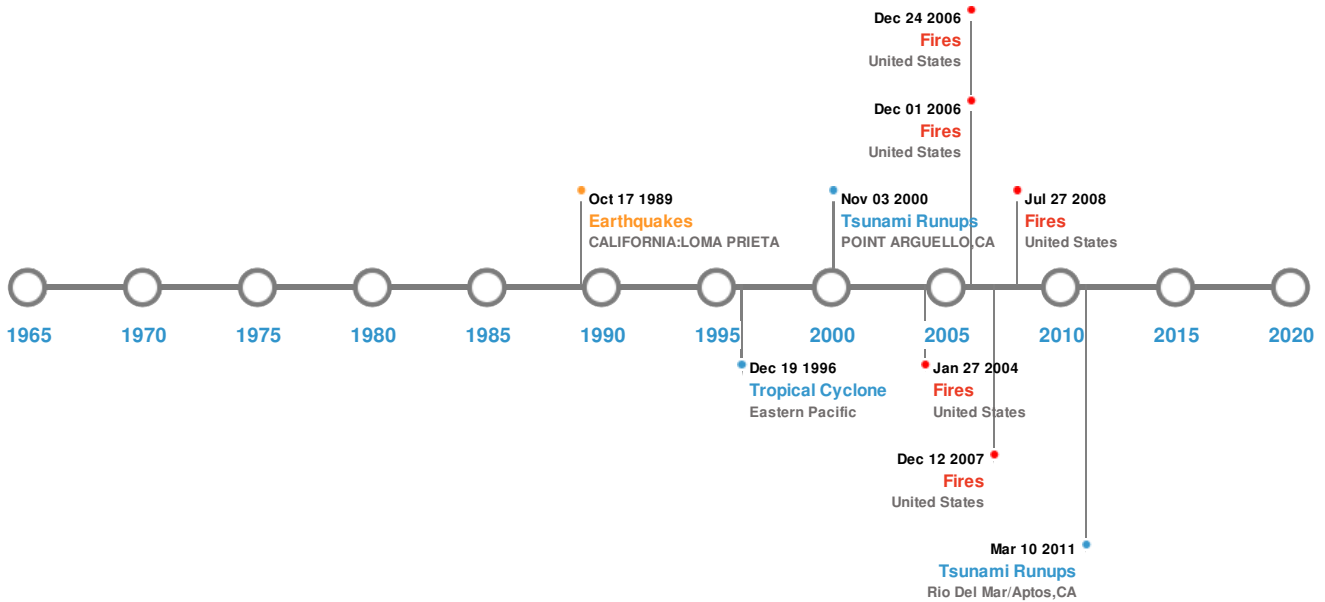 Dec 24 2006
Fires
United States
Dec 01 2006
Fires
United States
Oct 17 1989
Earthquakes
CALIFORNIA:LOMA PRIETA
Nov 03 2000
Tsunami Runups
POINT ARGUELLO,CA
Jul 27 2008
Fires
United States
1965 1970 1975 1980 1985 1990 1995 2000 2005 2010 2015 2020
Dec 19 1996
Tropical Cyclone
Eastern Pacific
Jan 27 2004
Fires
United States
Dec 12 2007
Fires
United States
Mar 10 2011
Tsunami Runups
Rio Del Mar/Aptos,CA